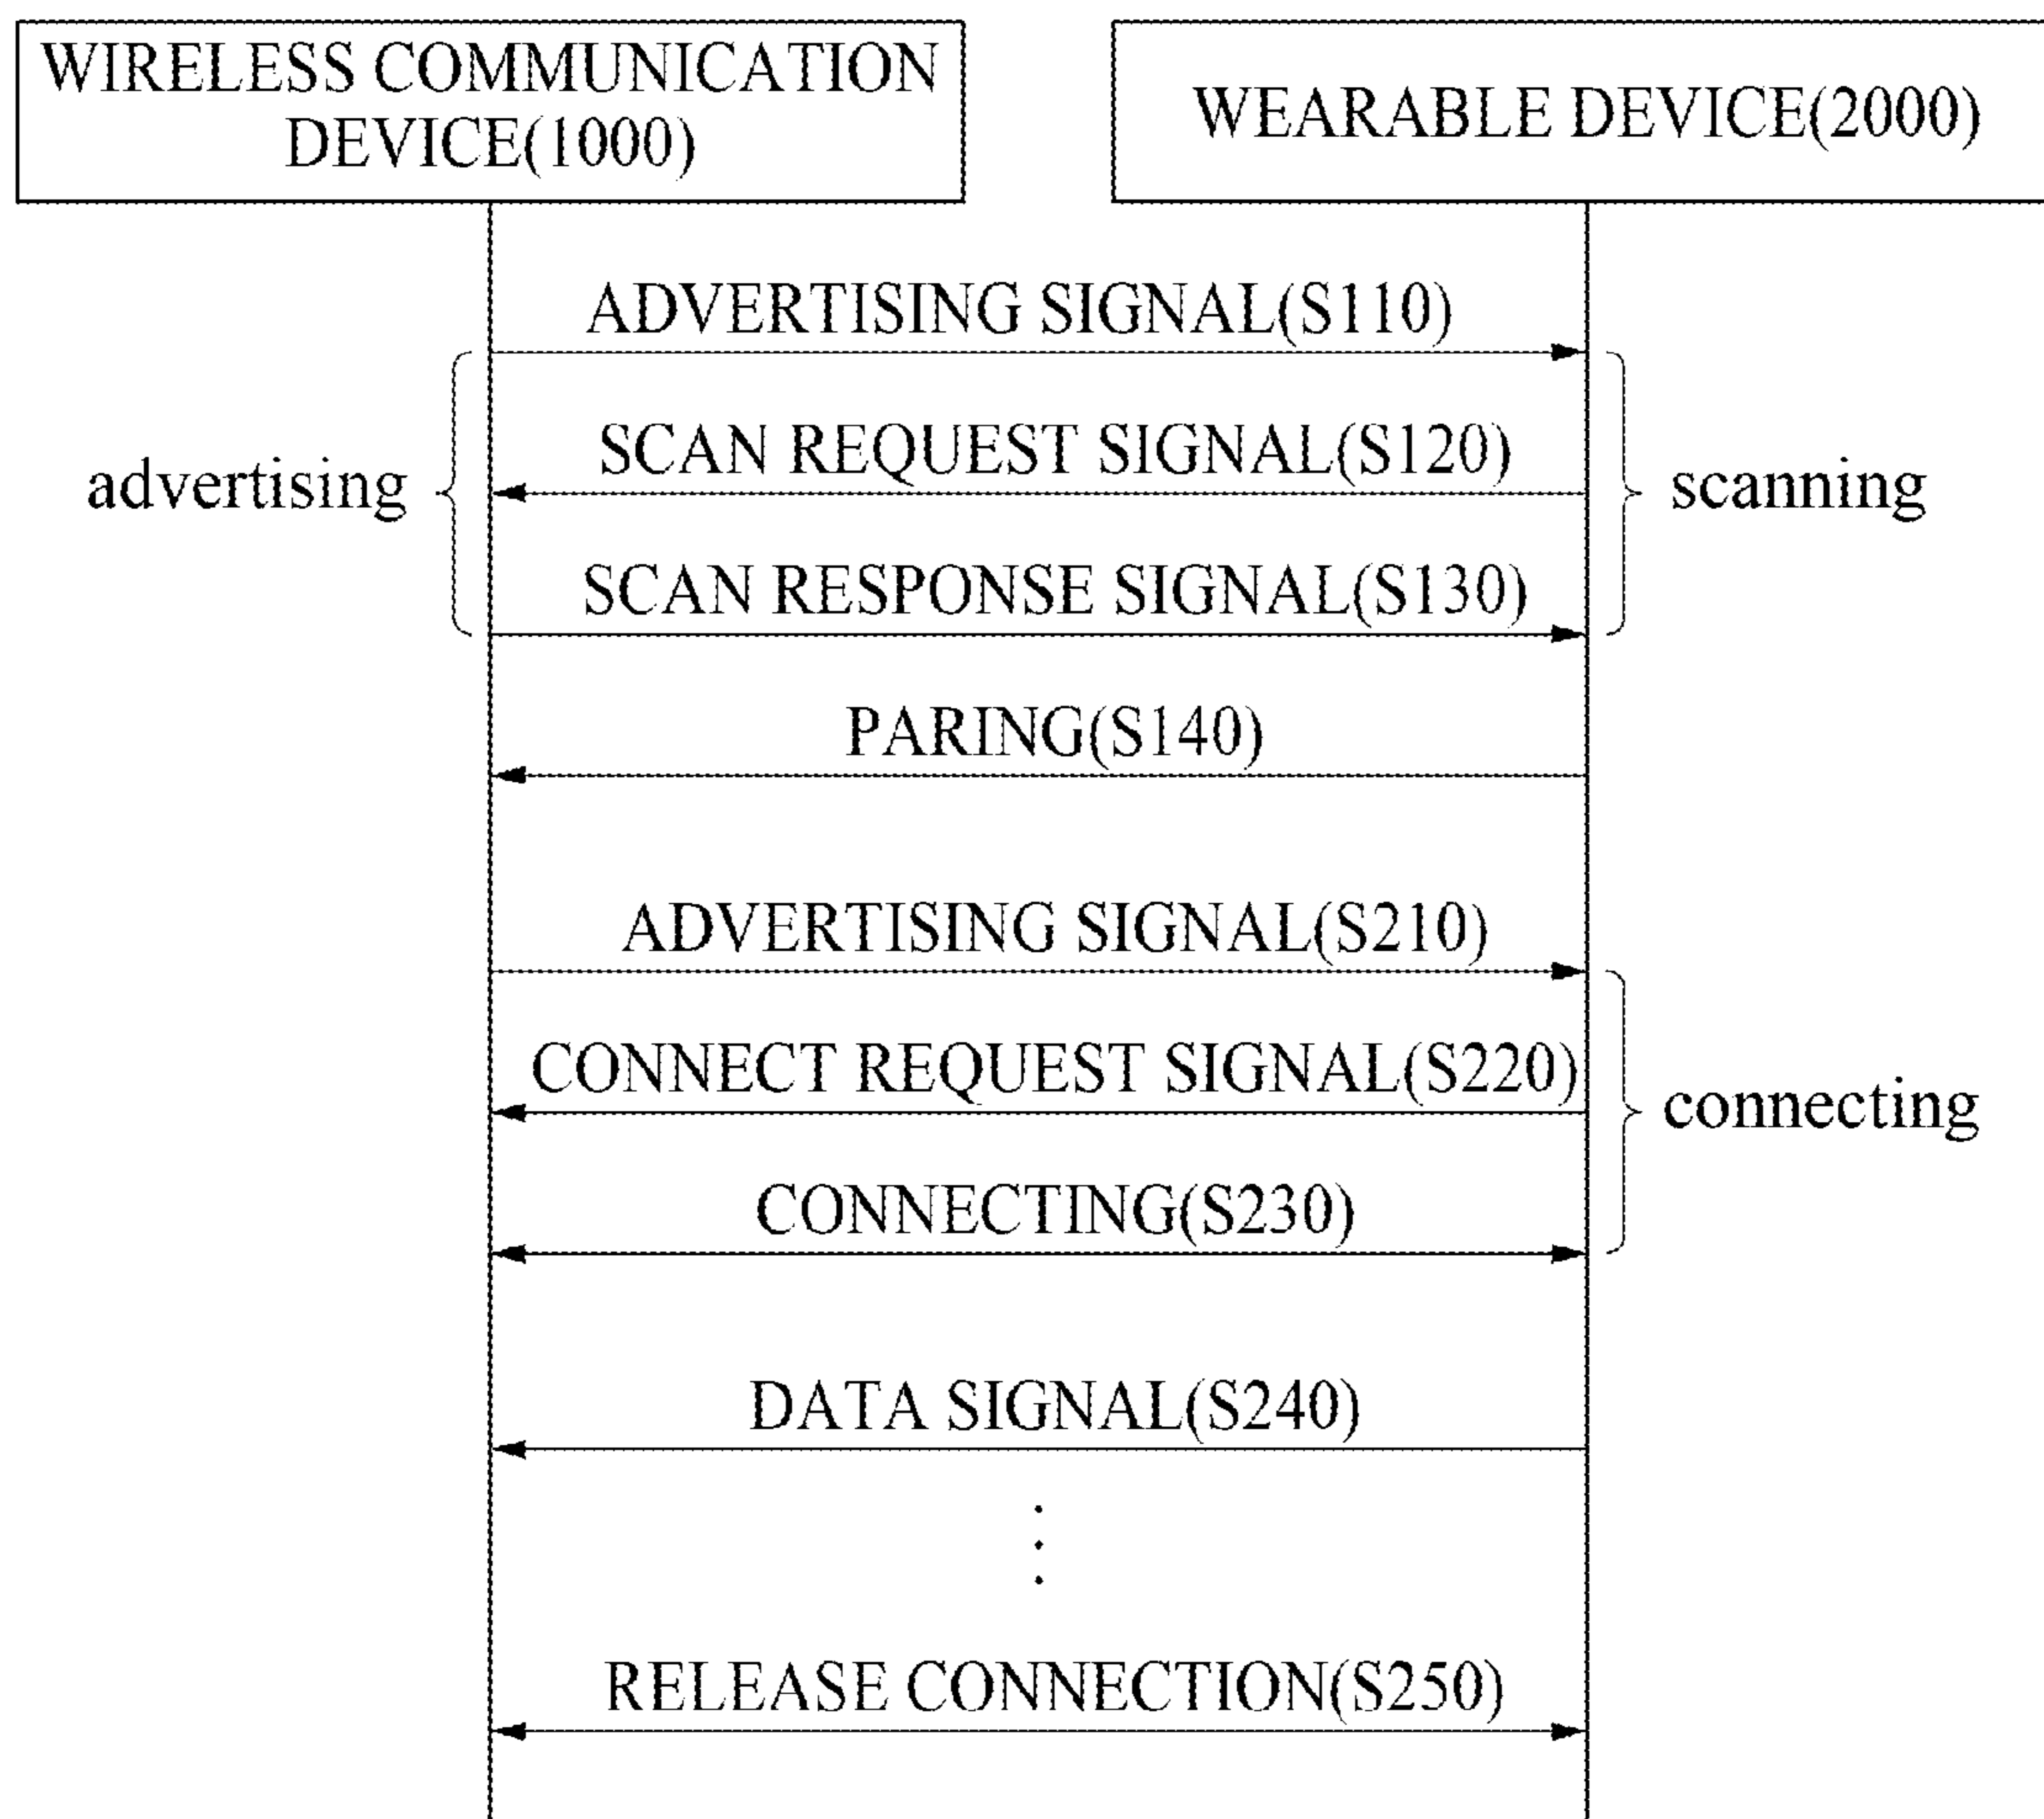 WIRELESS COMMUNICATION
DEVICE(1000)
WEARABLE DEVICE(2000)
ADVERTISING SIGNAL(S110)
SCAN REQUEST SIGNAL(S120)
advertising
scanning
SCAN RESPONSE SIGNAL(S130)
PARING(S140)
ADVERTISING SIGNAL(S210)
CONNECT REQUEST SIGNAL(S220)
connecting
CONNECTING(S230)
DATA SIGNAL(S240)
RELEASE CONNECTION(S250)